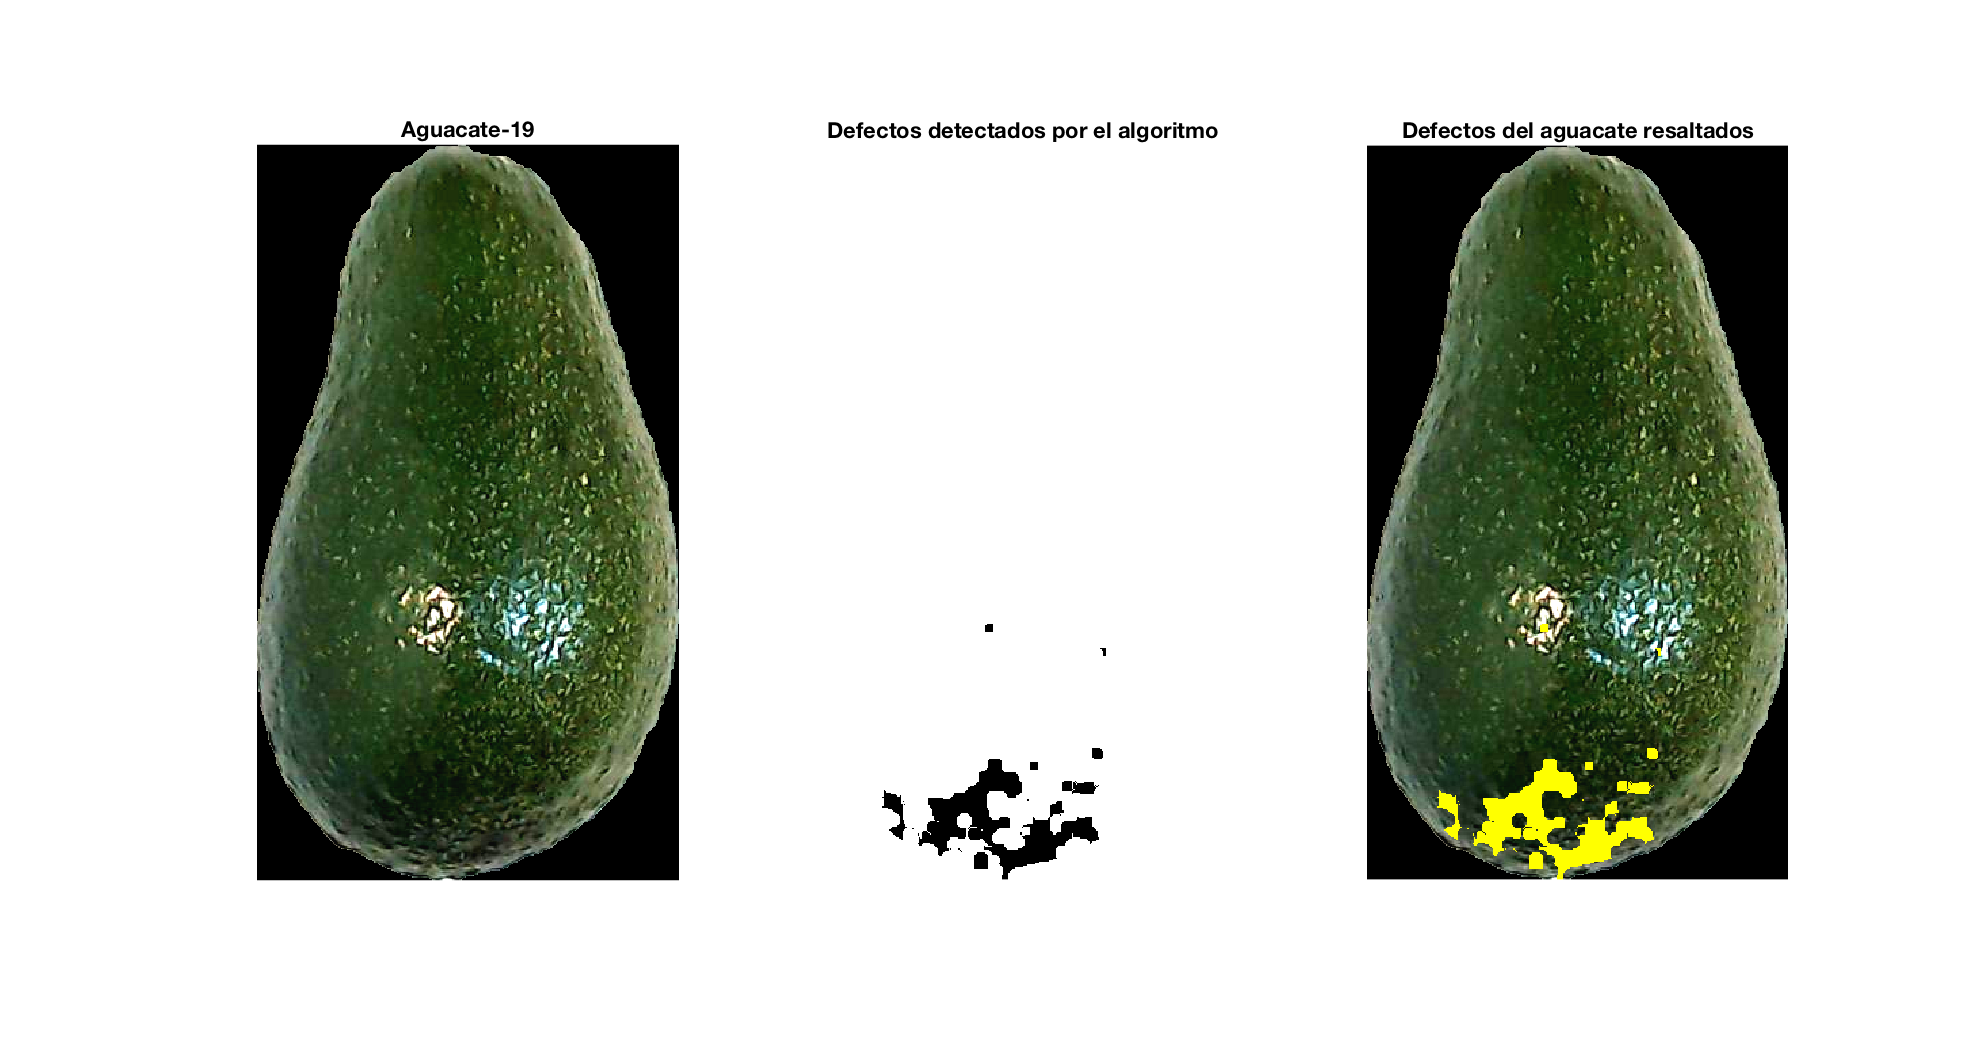 Aguacate-19
Defectos detectados por el algoritmo
Defectos del aguacate resaltados